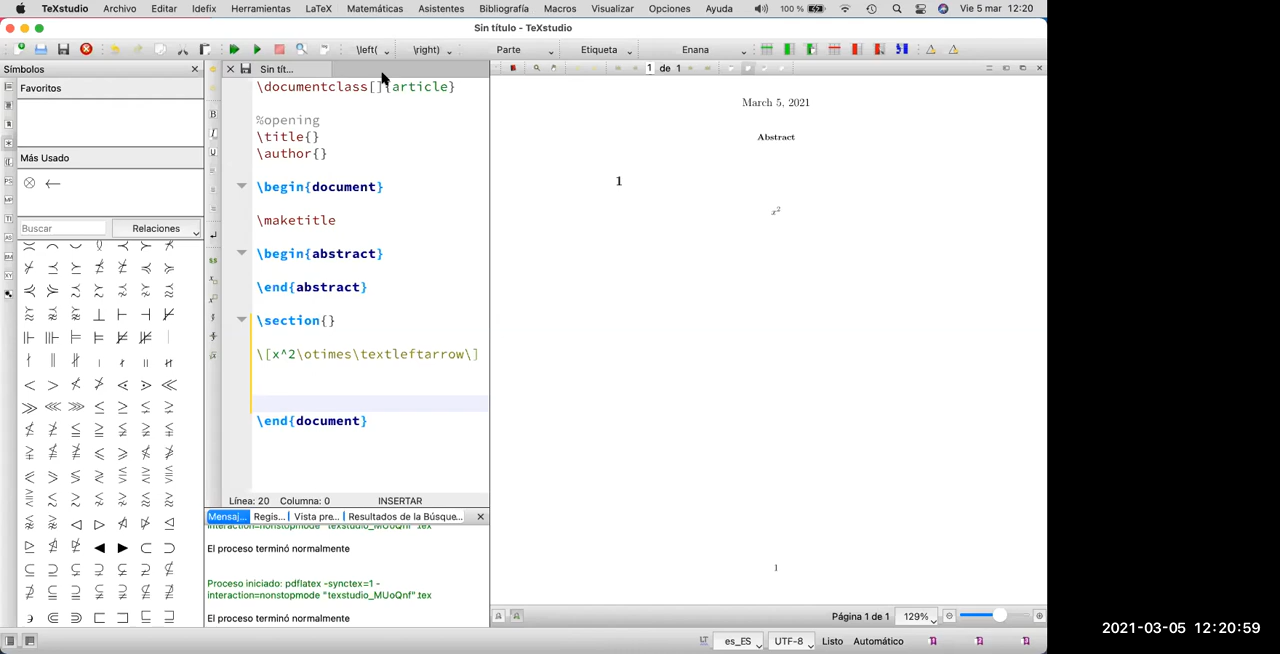 TeXstudio Archivo Editar Idefix Herramientas LaTeX Matemáticas Asistentes Bibliografía Macros Visualizar Opciones Ayuda 100 % Vie 5 mar 12:20
Sin título - TeXstudio
\left( \right) Parte Etiqueta Enana
Símbolos
Sin tít...
1 de 1
Favoritos
\documentclass[]{article}
%opening
\title{}
\author{}
Más Usado
⊗ ←
\begin{document}
\maketitle
Buscar Relaciones
\begin{abstract}
\end{abstract}
\section{}
\[x^2\otimes\textleftarrow\]
\end{document}
Línea: 20 Columna: 0 INSERTAR
Mensaj... Regis... Vista pre... Resultados de la Búsque...
interaction=nonstopmode "texstudio_MUoQnf".tex
El proceso terminó normalmente
Proceso iniciado: pdflatex -synctex=1 -
interaction=nonstopmode "texstudio_MUoQnf".tex
El proceso terminó normalmente
March 5, 2021
Abstract
1
x²
1
Página 1 de 1 129%
es_ES UTF-8 Listo Automático
2021-03-05 12:20:59